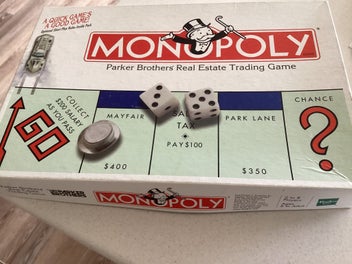 A QUICK GAME'S
A GOOD GAME!
MONOPOLY
Parker Brothers Real Estate Trading Game
COLLECT
$200 SALARY
AS YOU PASS
GO
MAYFAIR
$400
TAX
PAY $100
PARK LANE
$350
CHANCE
?
MONOPOLY